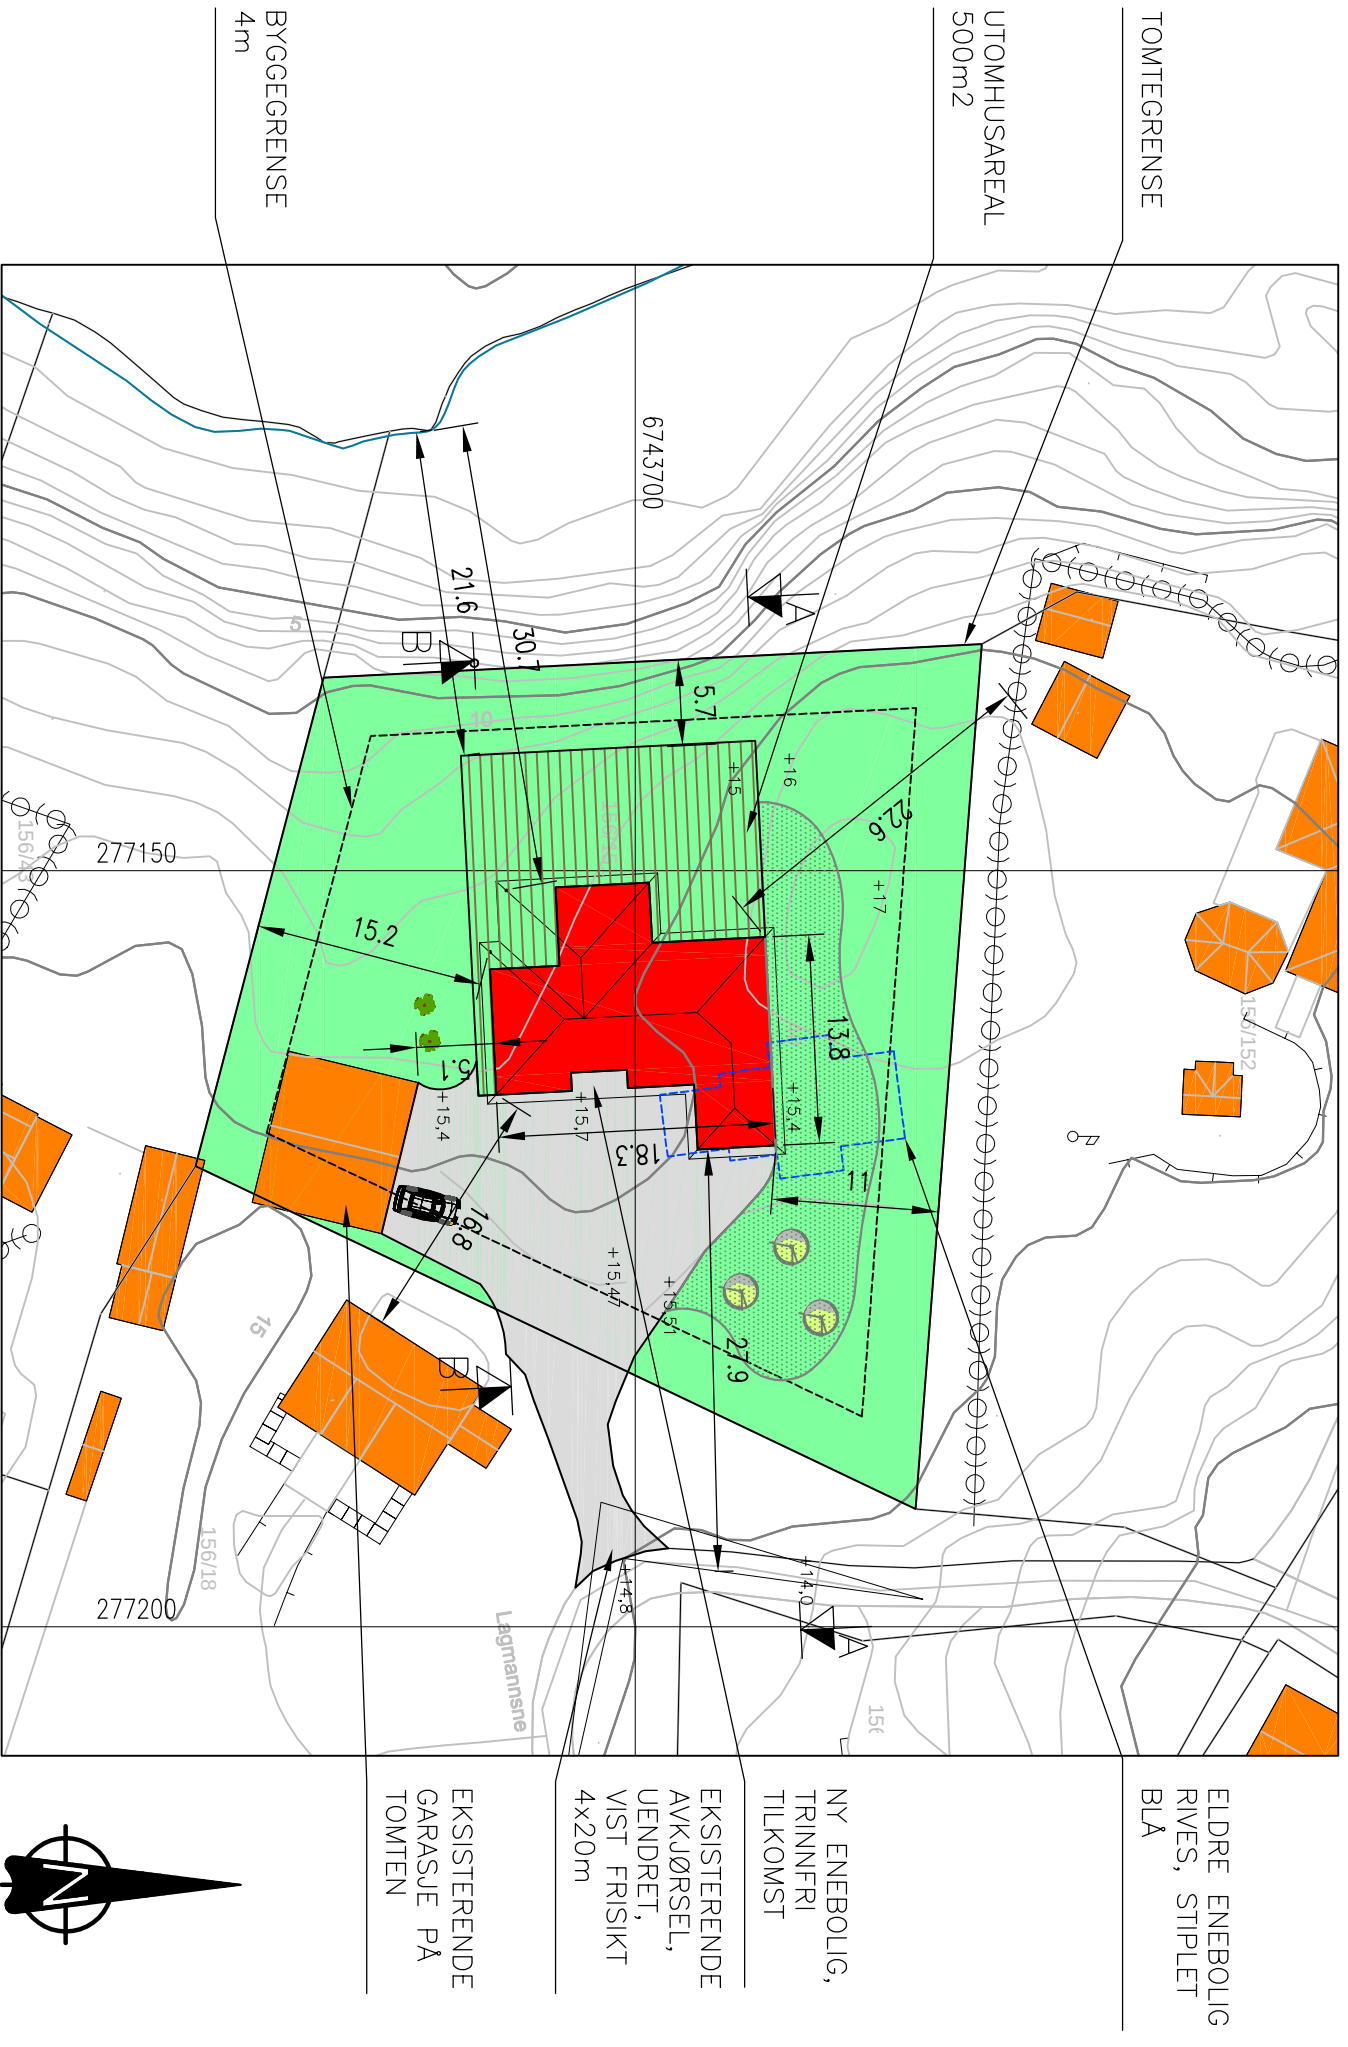 TOMTEGRENSE
UTOMHUSAREAL
500m2
BYGGEGRENSE
4m
6743700
277150
277200
21.6
30.7
5.7
22.6
13.8
15.2
5.1
18.3
11
16.8
27.9
+16
+15
+17
+15,4
+15,4
+15,7
+15,47
+15,51
+14,8
+14,0
A
A
B
B
5
10
15
156/152
156/18
Lagmannsne
ELDRE ENEBOLIG
RIVES, STIPLET
BLÅ
NY ENEBOLIG,
TRINNFRI
TILKOMST
EKSISTERENDE
AVKJØRSEL,
UENDRET,
VIST FRISIKT
4x20m
EKSISTERENDE
GARASJE PÅ
TOMTEN
N